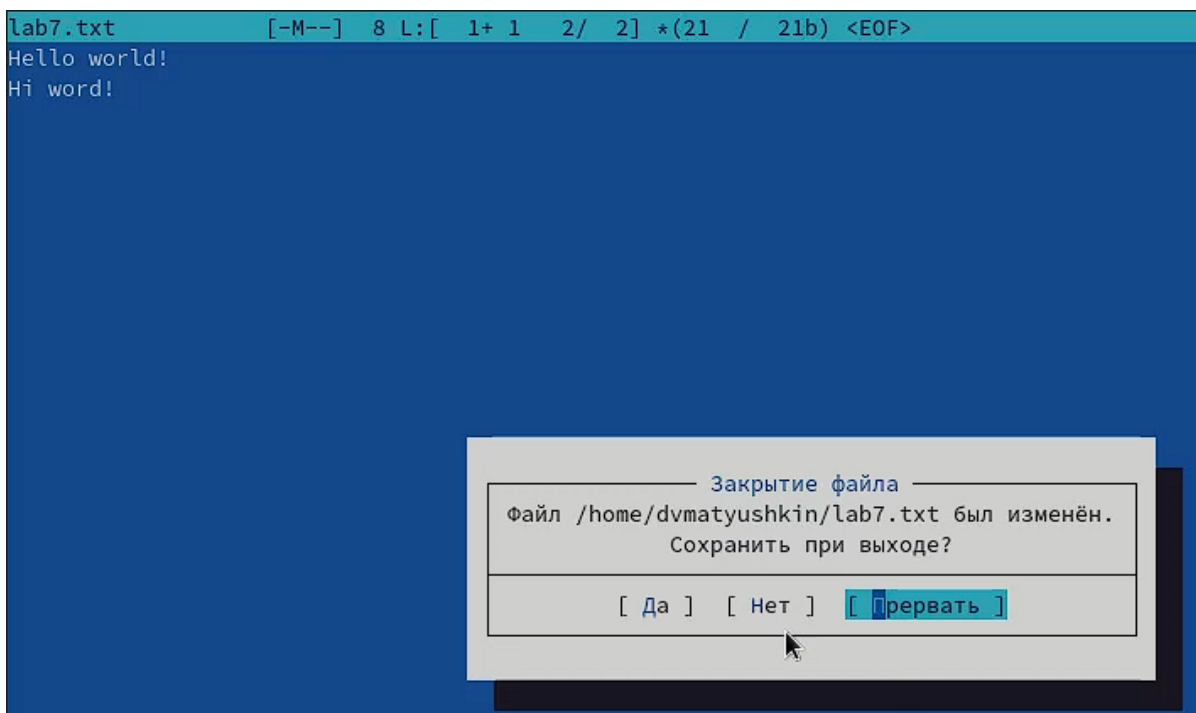 lab7.txt [-M--] 8 L:[ 1+ 1 2/ 2] *(21 / 21b) <EOF>
Hello world!
Hi word!
Закрытие файла
Файл /home/dvmatyushkin/lab7.txt был изменён.
Сохранить при выходе?
[ Да ] [ Нет ] [ Прервать ]